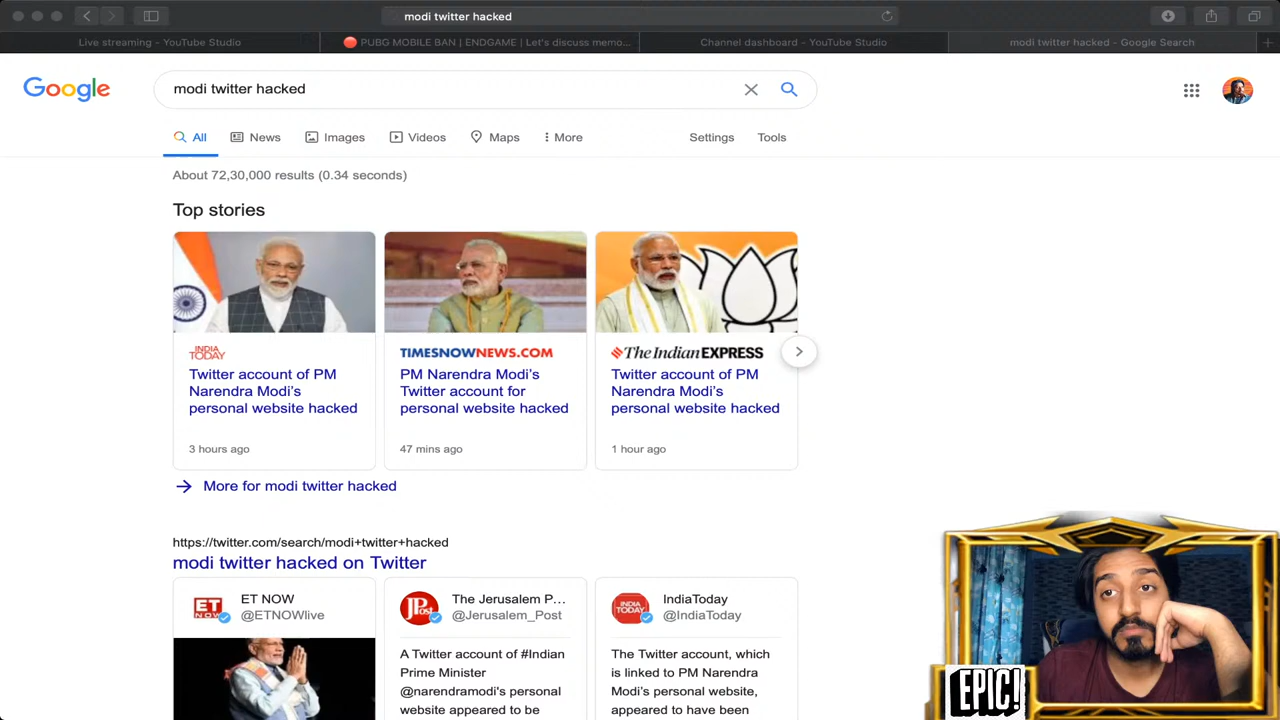 modi twitter hacked
Live streaming - YouTube Studio
PUBG MOBILE BAN | ENDGAME | Let's discuss memo...
Channel dashboard - YouTube Studio
modi twitter hacked - Google Search
Google
modi twitter hacked
All
News
Images
Videos
Maps
More
Settings
Tools
About 72,30,000 results (0.34 seconds)
Top stories
INDIA
TODAY
Twitter account of PM
Narendra Modi's
personal website hacked
3 hours ago
TIMESNOWNEWS.COM
PM Narendra Modi's
Twitter account for
personal website hacked
47 mins ago
The Indian EXPRESS
Twitter account of PM
Narendra Modi's
personal website hacked
1 hour ago
More for modi twitter hacked
https://twitter.com/search/modi+twitter+hacked
modi twitter hacked on Twitter
ET
NOW
ET NOW
@ETNOWlive
JPost
The Jerusalem P...
@Jerusalem_Post
A Twitter account of #Indian
Prime Minister
@narendramodi's personal
website appeared to be
INDIA
TODAY
IndiaToday
@IndiaToday
The Twitter account, which
is linked to PM Narendra
Modi's personal website,
appeared to have been
EPIC!